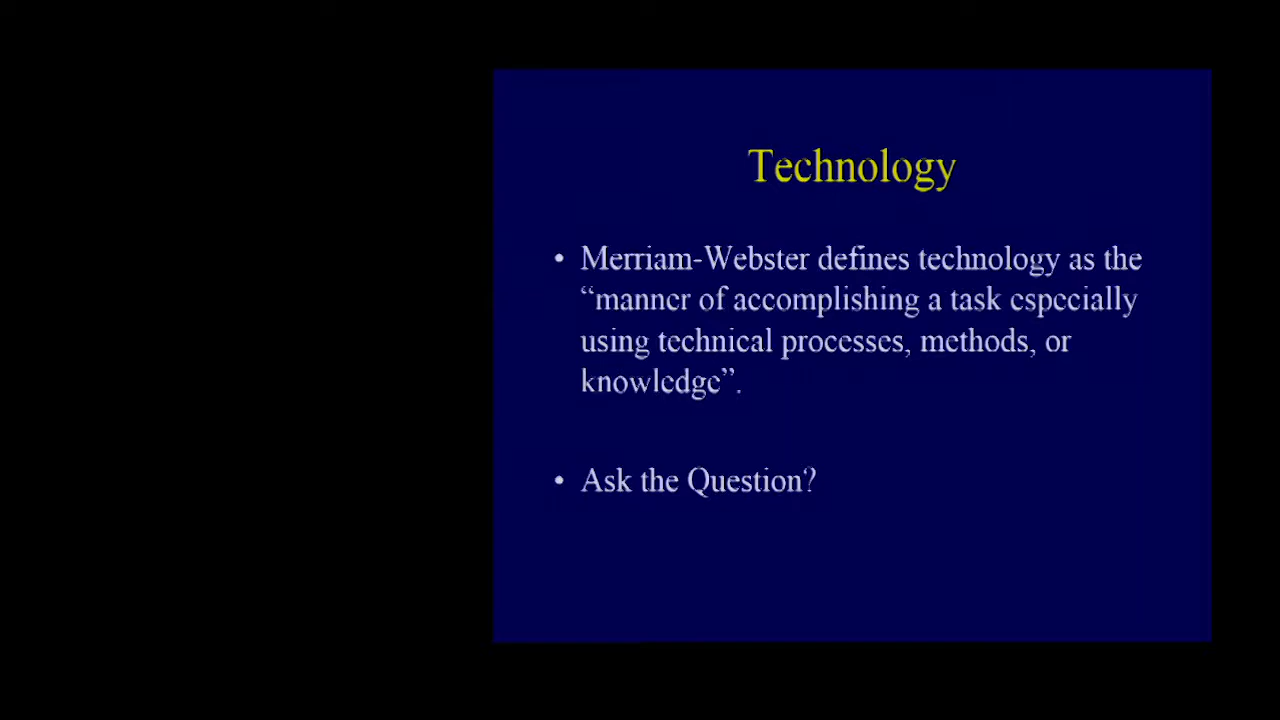 Technology
• Merriam-Webster defines technology as the
“manner of accomplishing a task especially
using technical processes, methods, or
knowledge”.
• Ask the Question?